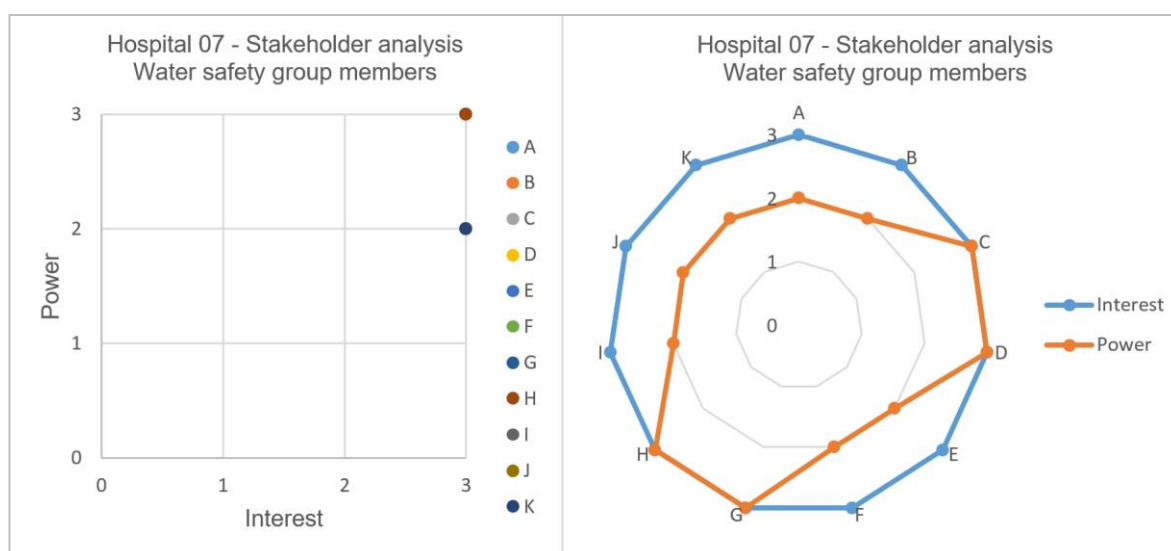 Hospital 07 - Stakeholder analysis
Water safety group members
Power
3
2
1
0
0
1
2
3
Interest
A
B
C
D
E
F
G
H
I
J
K
Hospital 07 - Stakeholder analysis
Water safety group members
A
B
C
D
E
F
G
H
I
J
K
3
2
1
0
Interest
Power